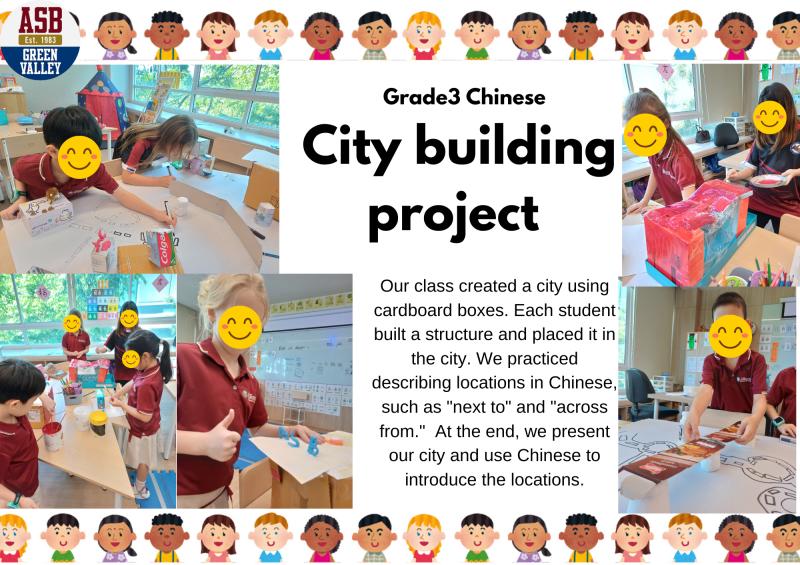 ASB
Est. 1983
GREEN
VALLEY
Grade3 Chinese
City building
project
Our class created a city using
cardboard boxes. Each student
built a structure and placed it in
the city. We practiced
describing locations in Chinese,
such as "next to" and "across
from."  At the end, we present
our city and use Chinese to
introduce the locations.
Colga